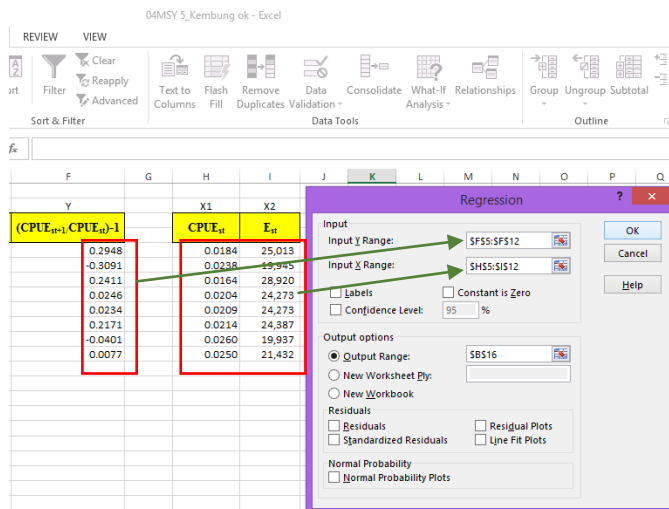 04MSY 5_Kembung ok - Excel
REVIEW VIEW
Clear
Reapply
Advanced
Filter
Sort & Filter
Text to Columns
Flash Fill
Remove Duplicates
Data Validation
Consolidate
What-If Analysis
Relationships
Data Tools
Group
Ungroup
Subtotal
Outline
fx
F G H I J K L M N O P Q
Y X1 X2
(CPUEst+1/CPUEst)-1 CPUEst Est
0.2948 0.0184 25,013
-0.3091 0.0238 19,945
0.2411 0.0164 28,920
0.0246 0.0204 24,273
0.0234 0.0209 24,273
0.2171 0.0214 24,387
-0.0401 0.0260 19,937
0.0077 0.0250 21,432
Regression ? ×
Input
Input Y Range: $F$5:$F$12
Input X Range: $H$5:$I$12
Labels Constant is Zero
Confidence Level: 95 %
OK
Cancel
Help
Output options
Output Range: $B$16
New Worksheet Ply:
New Workbook
Residuals
Residuals Residual Plots
Standardized Residuals Line Fit Plots
Normal Probability
Normal Probability Plots